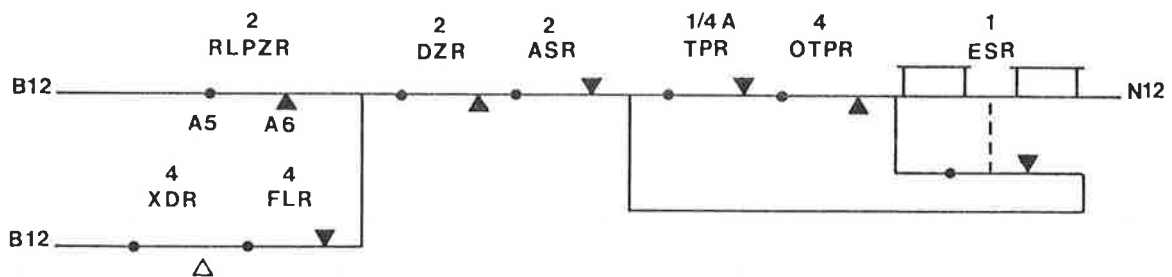 2 2 2 1/4 A 4 1
RLPZR DZR ASR TPR OTPR ESR
B12 N12
A5 A6
4 4
XDR FLR
B12